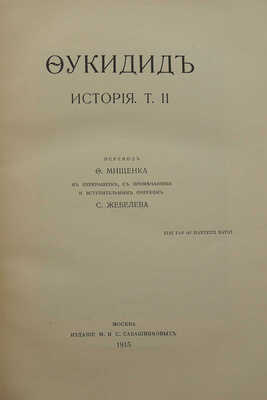 ѲУКИДИДЪ
ИСТОРІЯ. Т. II
ПЕРЕВОДЪ
Ѳ. МИЩЕНКА
ВЪ ПЕРЕРАБОТКѢ, СЪ ПРИМѢЧАНІЯМИ
И ВСТУПИТЕЛЬНЫМЪ ОЧЕРКОМЪ
С. ЖЕБЕЛЕВА
МОСКВА
ИЗДАНІЕ М. И С. САБАШНИКОВЫХЪ
1915